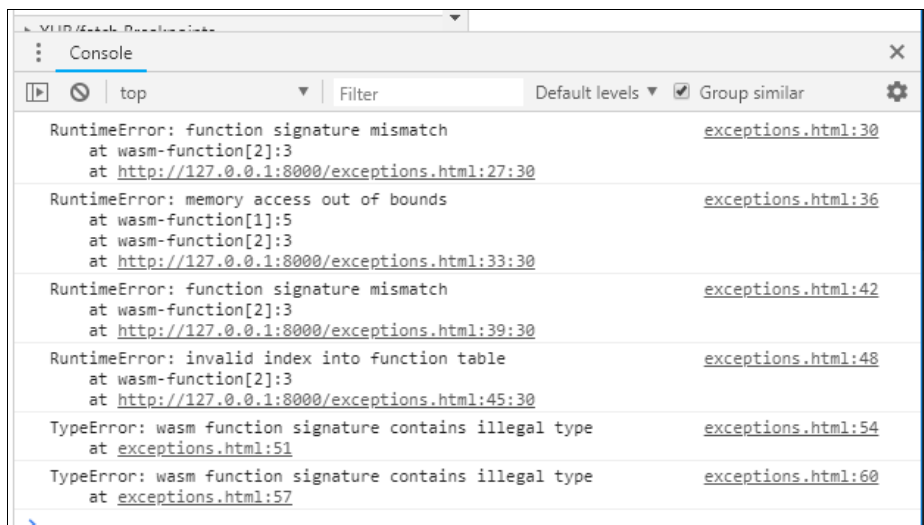 XHR/fetch Breakpoints
Console
top Filter Default levels Group similar
RuntimeError: function signature mismatch exceptions.html:30
at wasm-function[2]:3
at http://127.0.0.1:8000/exceptions.html:27:30
RuntimeError: memory access out of bounds exceptions.html:36
at wasm-function[1]:5
at wasm-function[2]:3
at http://127.0.0.1:8000/exceptions.html:33:30
RuntimeError: function signature mismatch exceptions.html:42
at wasm-function[2]:3
at http://127.0.0.1:8000/exceptions.html:39:30
RuntimeError: invalid index into function table exceptions.html:48
at wasm-function[2]:3
at http://127.0.0.1:8000/exceptions.html:45:30
TypeError: wasm function signature contains illegal type exceptions.html:54
at exceptions.html:51
TypeError: wasm function signature contains illegal type exceptions.html:60
at exceptions.html:57